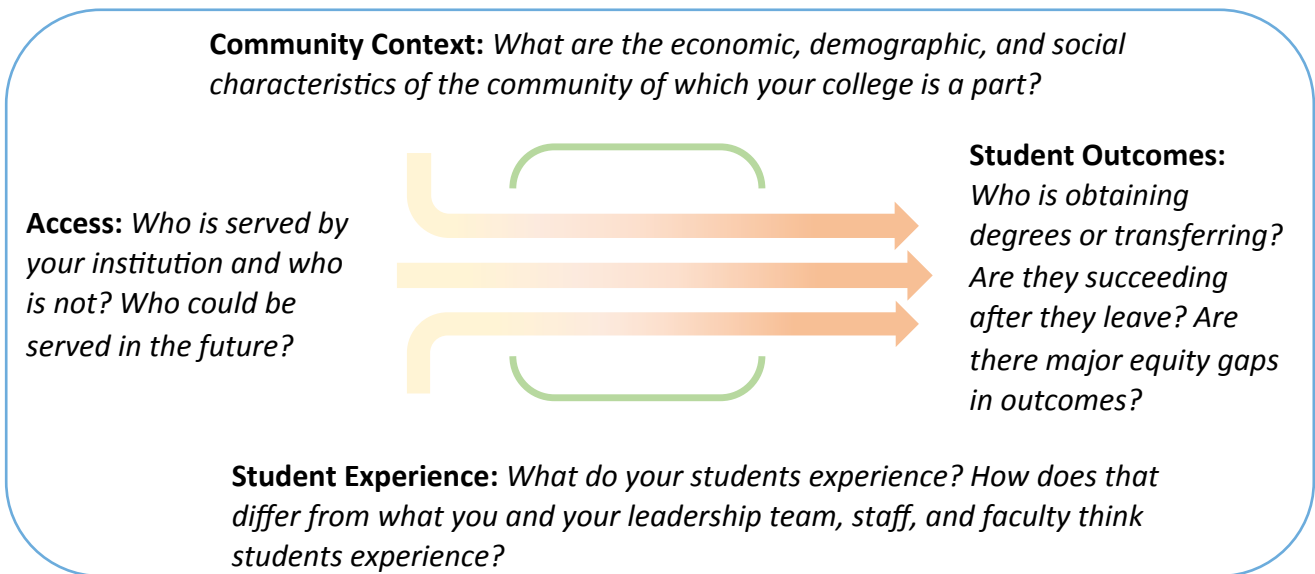 Community Context: What are the economic, demographic, and social
characteristics of the community of which your college is a part?
Access: Who is served by
your institution and who
is not? Who could be
served in the future?
Student Outcomes:
Who is obtaining
degrees or transferring?
Are they succeeding
after they leave? Are
there major equity gaps
in outcomes?
Student Experience: What do your students experience? How does that
differ from what you and your leadership team, staff, and faculty think
students experience?